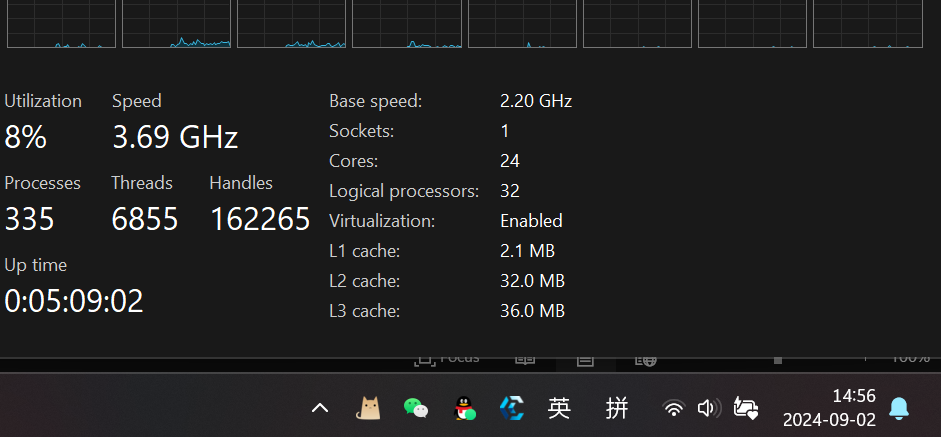 Utilization
Speed
8%
3.69 GHz
Processes
Threads
Handles
335
6855
162265
Up time
0:05:09:02
Base speed: 2.20 GHz
Sockets: 1
Cores: 24
Logical processors: 32
Virtualization: Enabled
L1 cache: 2.1 MB
L2 cache: 32.0 MB
L3 cache: 36.0 MB
Focus
100%
英
拼
14:56
2024-09-02